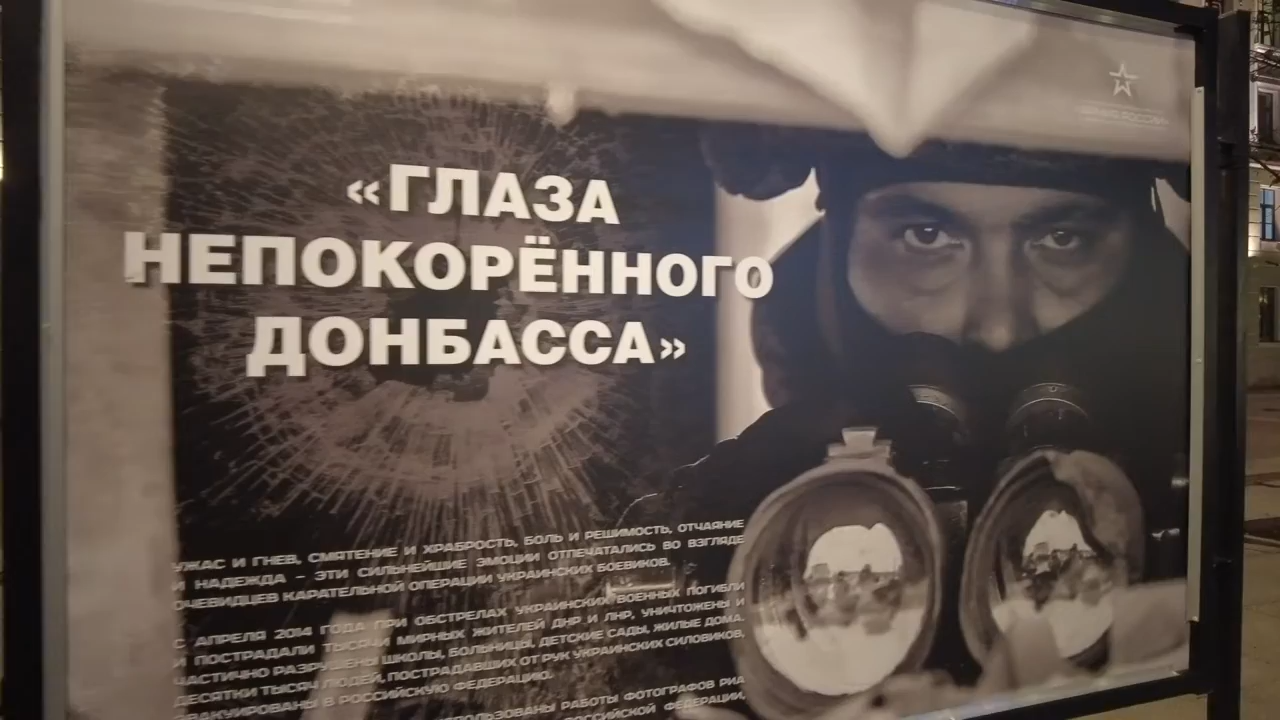 АРМИЯ РОССИИ
«ГЛАЗА
НЕПОКОРЁННОГО
ДОНБАССА»
УЖАС И ГНЕВ, СМЯТЕНИЕ И ХРАБРОСТЬ, БОЛЬ И РЕШИМОСТЬ, ОТЧАЯНИЕ
И НАДЕЖДА – ЭТИ СИЛЬНЕЙШИЕ ЭМОЦИИ ОТПЕЧАТАЛИСЬ ВО ВЗГЛЯДЕ
ОЧЕВИДЦЕВ КАРАТЕЛЬНОЙ ОПЕРАЦИИ УКРАИНСКИХ БОЕВИКОВ.
С АПРЕЛЯ 2014 ГОДА ПРИ ОБСТРЕЛАХ УКРАИНСКИХ ВОЕННЫХ ПОГИБЛИ
И ПОСТРАДАЛИ ТЫСЯЧИ МИРНЫХ ЖИТЕЛЕЙ ДНР И ЛНР, УНИЧТОЖЕНЫ И
ЧАСТИЧНО РАЗРУШЕНЫ ШКОЛЫ, БОЛЬНИЦЫ, ДЕТСКИЕ САДЫ, ЖИЛЫЕ ДОМА.
ДЕСЯТКИ ТЫСЯЧ ЛЮДЕЙ, ПОСТРАДАВШИХ ОТ РУК УКРАИНСКИХ СИЛОВИКОВ,
ЭВАКУИРОВАНЫ В РОССИЙСКУЮ ФЕДЕРАЦИЮ.
ИСПОЛЬЗОВАНЫ РАБОТЫ ФОТОГРАФОВ РИА
РОССИЙСКОЙ ФЕДЕРАЦИИ,